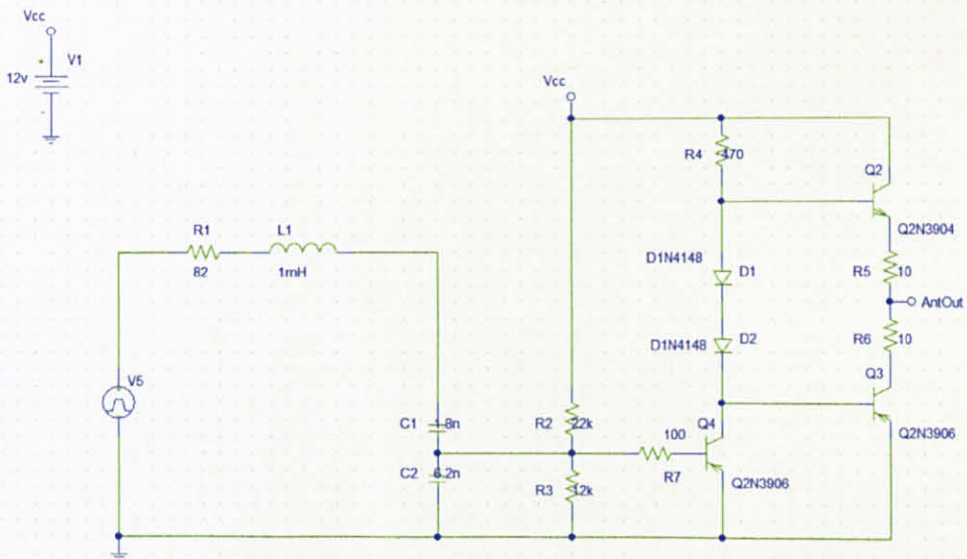 Vcc
V1
12v
Vcc
R4
470
Q2
Q2N3904
R1
82
L1
1mH
D1N4148
D1
R5
10
AntOut
D1N4148
D2
R6
10
V5
Q3
Q2N3906
C1
1.8n
R2
22k
100
R7
Q4
Q2N3906
C2
6.2n
R3
12k